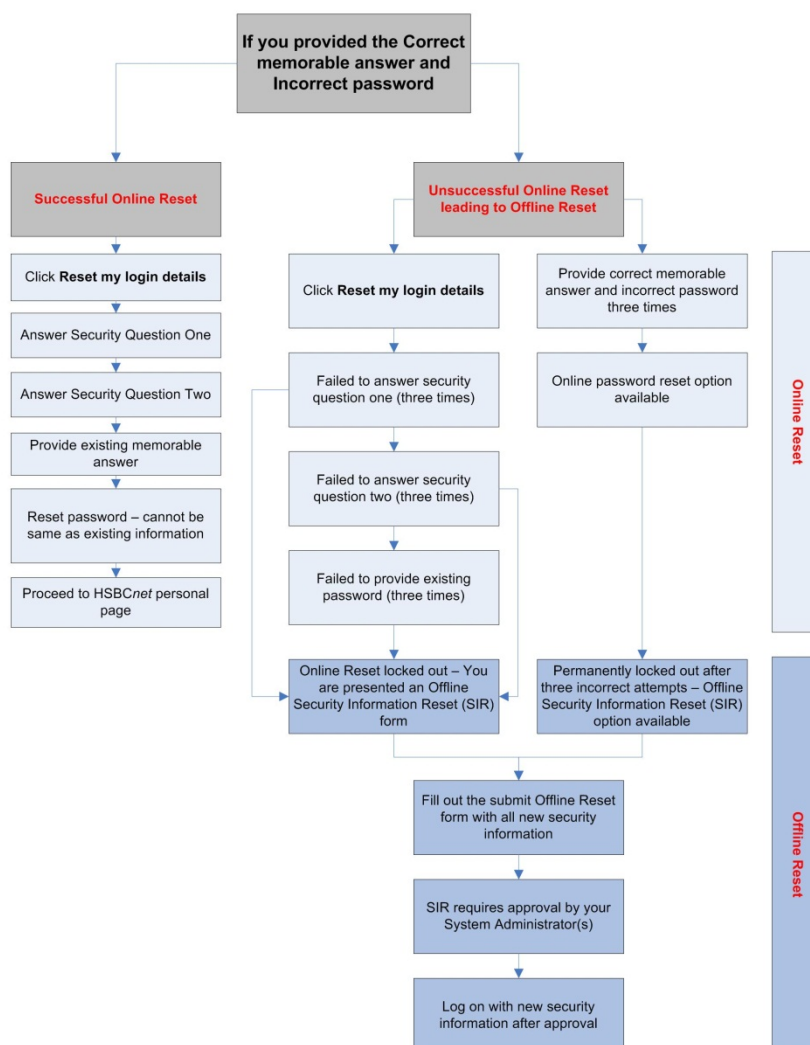 If you provided the Correct
memorable answer and
Incorrect password
Successful Online Reset
Unsuccessful Online Reset
leading to Offline Reset
Click Reset my login details
Answer Security Question One
Answer Security Question Two
Provide existing memorable
answer
Reset password – cannot be
same as existing information
Proceed to HSBCnet personal
page
Click Reset my login details
Failed to answer security
question one (three times)
Failed to answer security
question two (three times)
Failed to provide existing
password (three times)
Online Reset locked out – You
are presented an Offline
Security Information Reset (SIR)
form
Provide correct memorable
answer and incorrect password
three times
Online password reset option
available
Permanently locked out after
three incorrect attempts – Offline
Security Information Reset (SIR)
option available
Fill out the submit Offline Reset
form with all new security
information
SIR requires approval by your
System Administrator(s)
Log on with new security
information after approval
Online Reset
Offline Reset